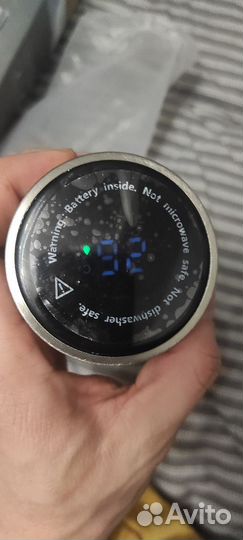 Warning. Battery inside. Not microwave safe. Not dishwasher safe.
92
Avito